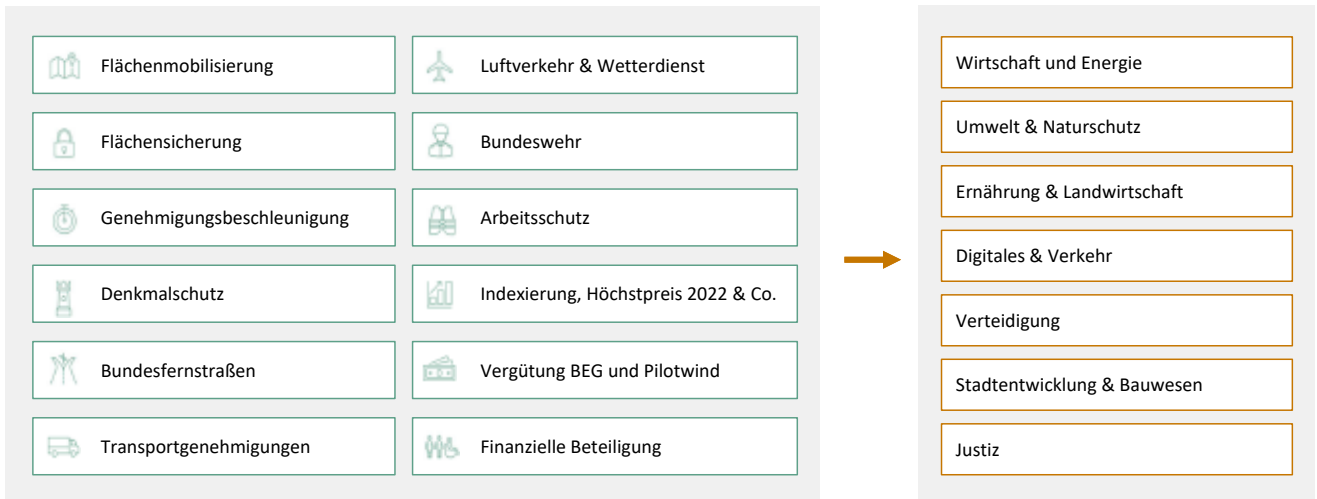 Flächenmobilisierung
Flächensicherung
Genehmigungsbeschleunigung
Denkmalschutz
Bundesfernstraßen
Transportgenehmigungen
Luftverkehr & Wetterdienst
Bundeswehr
Arbeitsschutz
Indexierung, Höchstpreis 2022 & Co.
Vergütung BEG und Pilotwind
Finanzielle Beteiligung
Wirtschaft und Energie
Umwelt & Naturschutz
Ernährung & Landwirtschaft
Digitales & Verkehr
Verteidigung
Stadtentwicklung & Bauwesen
Justiz